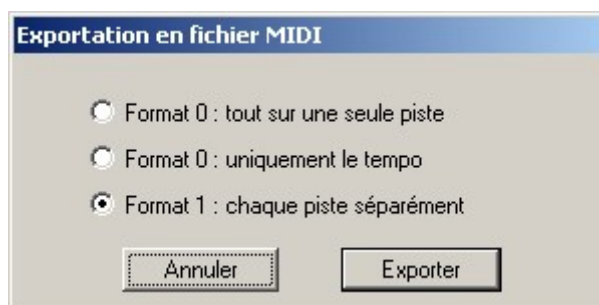 Exportation en fichier MIDI
Format 0 : tout sur une seule piste
Format 0 : uniquement le tempo
Format 1 : chaque piste séparément
Annuler
Exporter